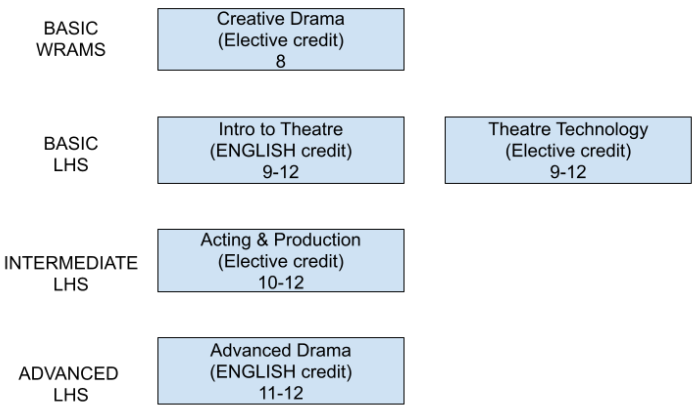 BASIC
WRAMS
Creative Drama
(Elective credit)
8
BASIC
LHS
Intro to Theatre
(ENGLISH credit)
9-12
Theatre Technology
(Elective credit)
9-12
INTERMEDIATE
LHS
Acting & Production
(Elective credit)
10-12
ADVANCED
LHS
Advanced Drama
(ENGLISH credit)
11-12